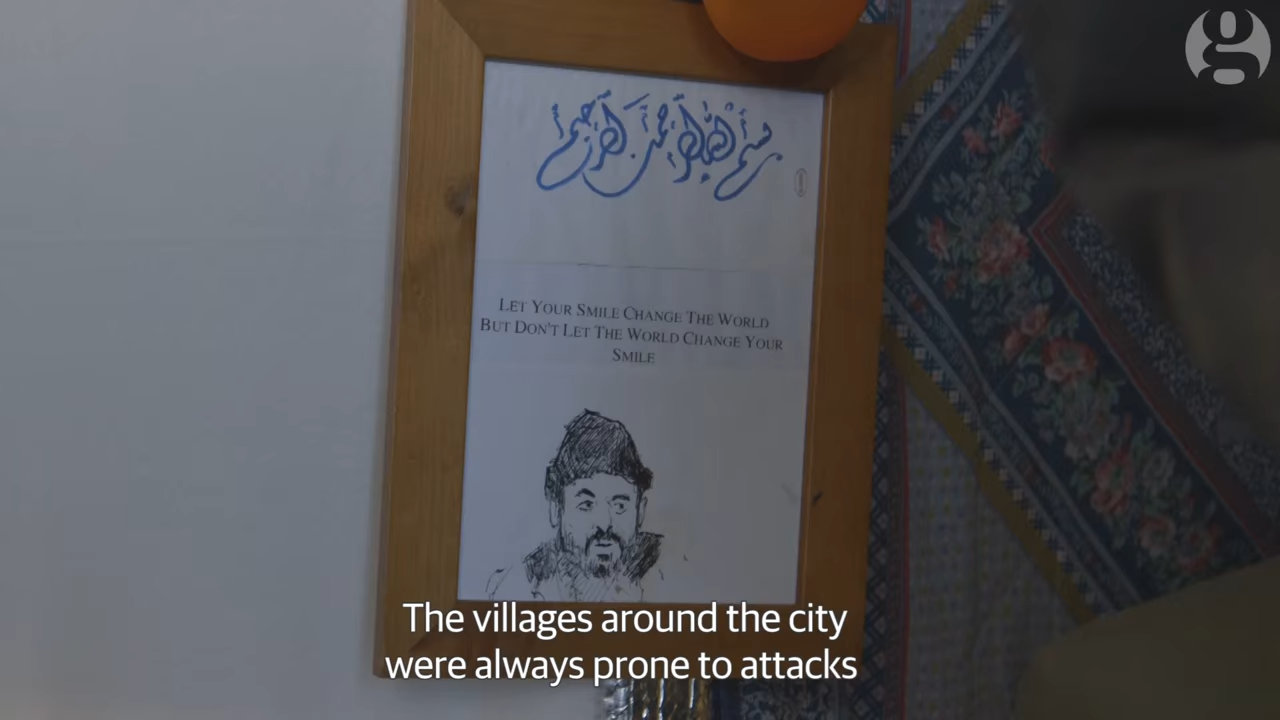 بسم الله الرحمن الرحيم
LET YOUR SMILE CHANGE THE WORLD
BUT DON'T LET THE WORLD CHANGE YOUR
SMILE
The villages around the city
were always prone to attacks